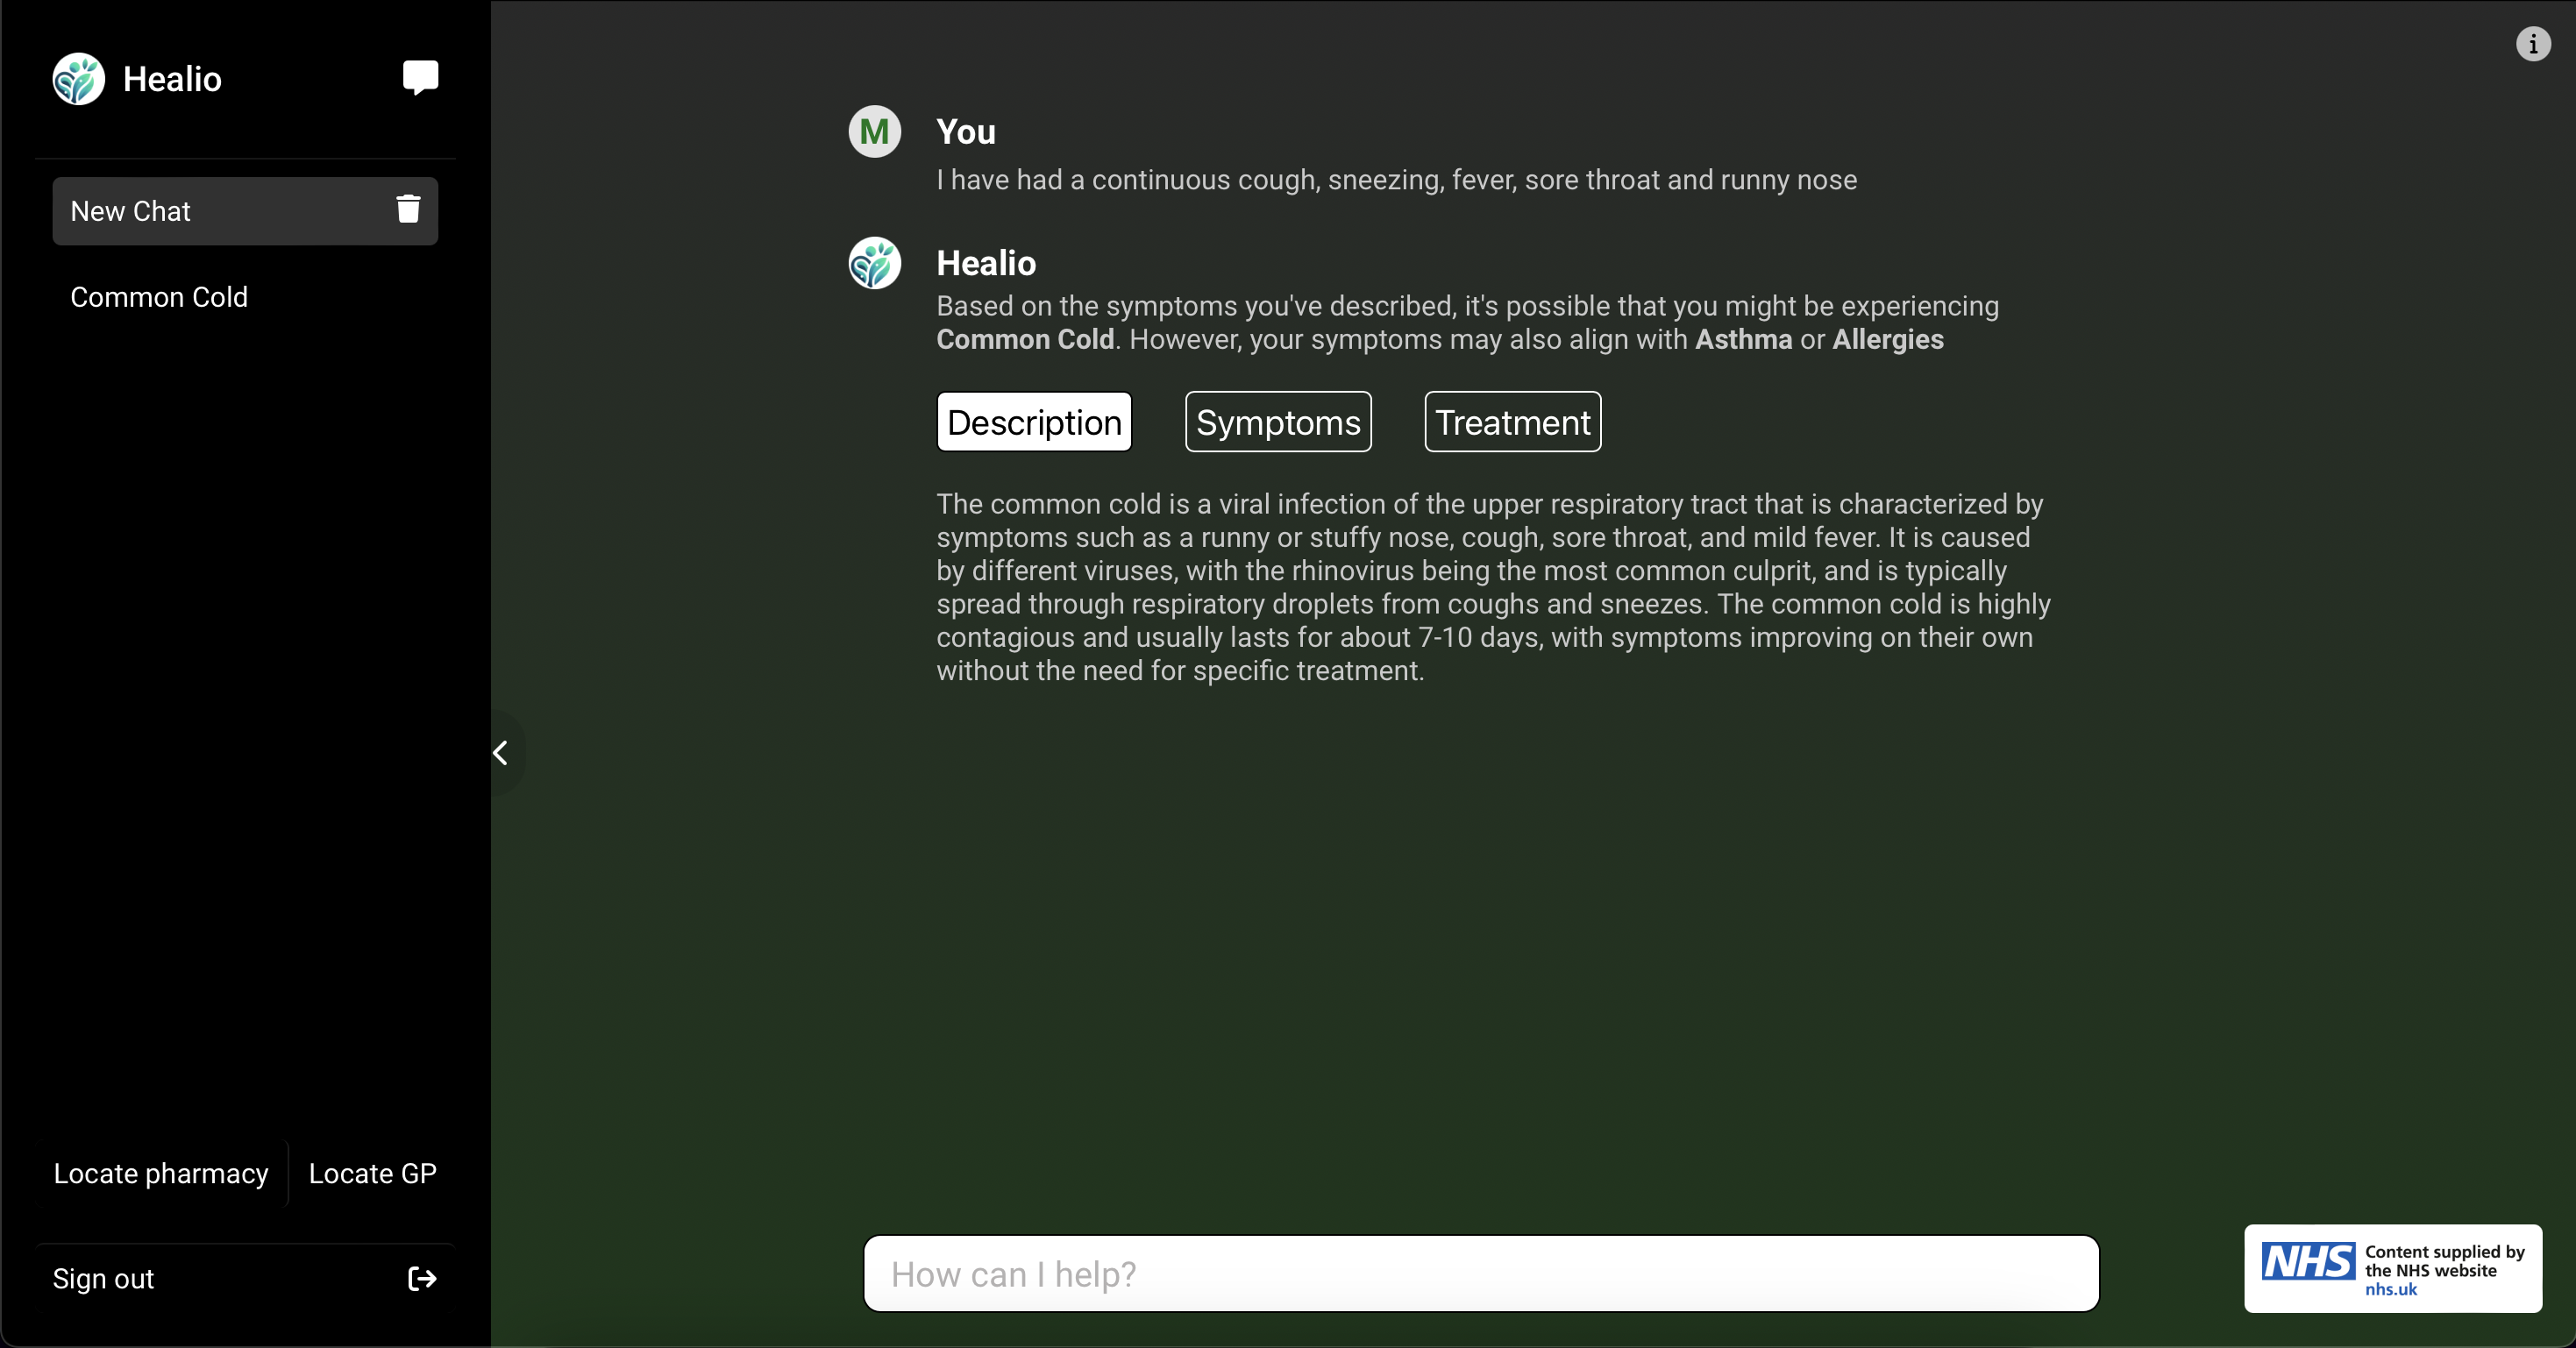 Healio
New Chat
Common Cold
Locate pharmacy
Locate GP
Sign out
M
You
I have had a continuous cough, sneezing, fever, sore throat and runny nose
Healio
Based on the symptoms you've described, it's possible that you might be experiencing
Common Cold. However, your symptoms may also align with Asthma or Allergies
Description
Symptoms
Treatment
The common cold is a viral infection of the upper respiratory tract that is characterized by
symptoms such as a runny or stuffy nose, cough, sore throat, and mild fever. It is caused
by different viruses, with the rhinovirus being the most common culprit, and is typically
spread through respiratory droplets from coughs and sneezes. The common cold is highly
contagious and usually lasts for about 7-10 days, with symptoms improving on their own
without the need for specific treatment.
How can I help?
NHS
Content supplied by
the NHS website
nhs.uk
i